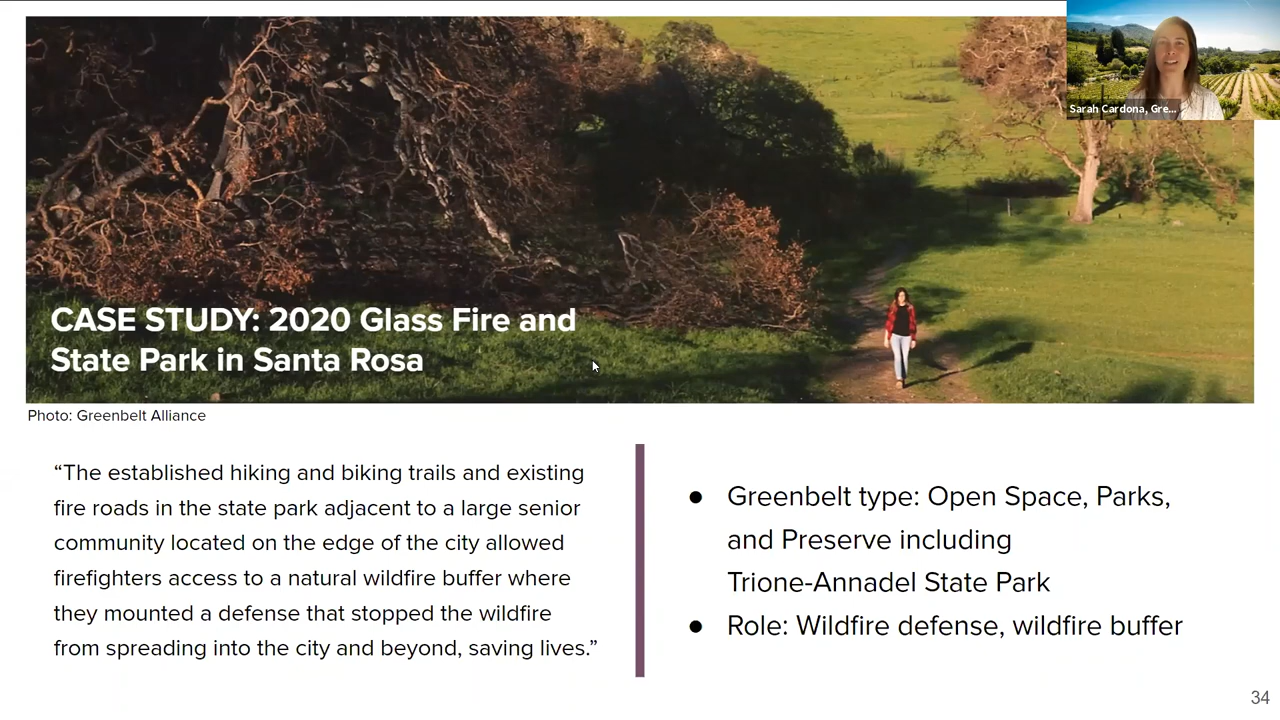 Sarah Cardona, Gre...
CASE STUDY: 2020 Glass Fire and
State Park in Santa Rosa
Photo: Greenbelt Alliance
“The established hiking and biking trails and existing
fire roads in the state park adjacent to a large senior
community located on the edge of the city allowed
firefighters access to a natural wildfire buffer where
they mounted a defense that stopped the wildfire
from spreading into the city and beyond, saving lives.”
● Greenbelt type: Open Space, Parks,
and Preserve including
Trione-Annadel State Park
● Role: Wildfire defense, wildfire buffer
34